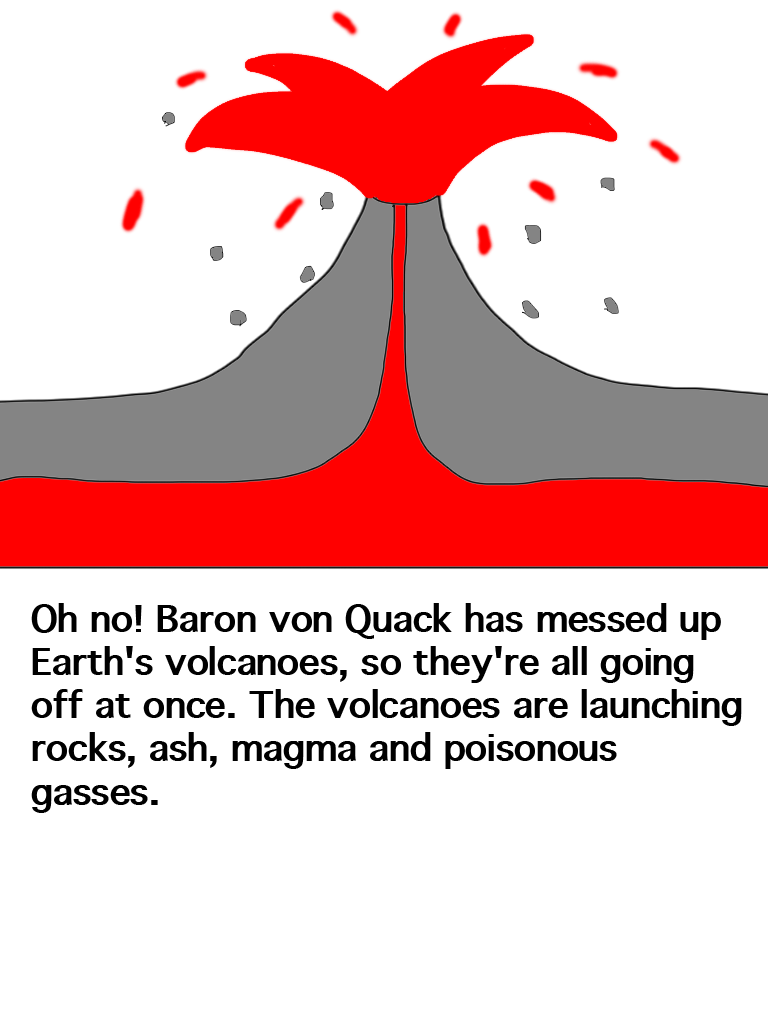 Oh no! Baron von Quack has messed up
Earth's volcanoes, so they're all going
off at once. The volcanoes are launching
rocks, ash, magma and poisonous
gasses.